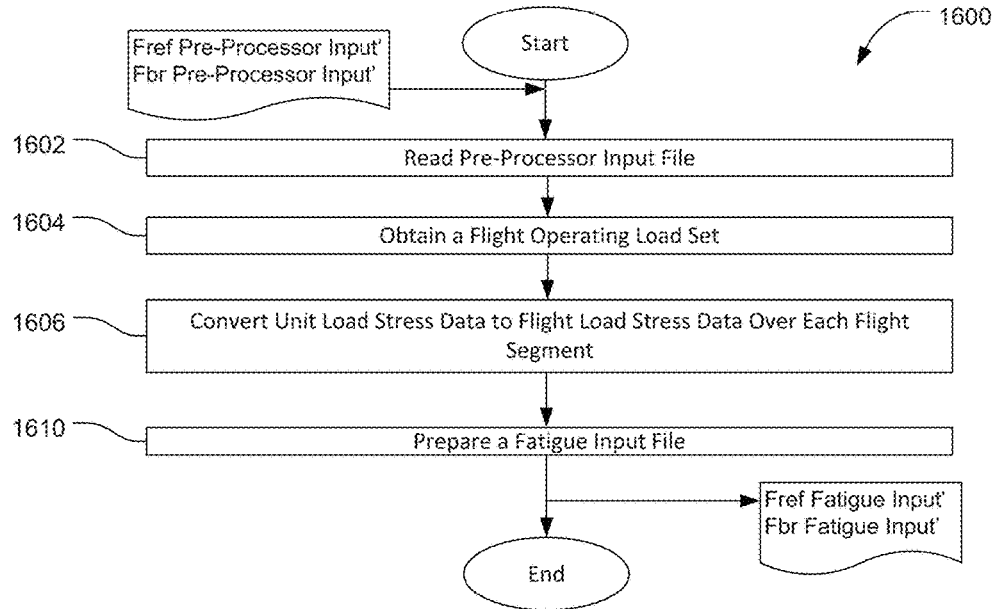 1600
Start
Fref Pre-Processor Input'
Fbr Pre-Processor Input'
1602
Read Pre-Processor Input File
1604
Obtain a Flight Operating Load Set
1606
Convert Unit Load Stress Data to Flight Load Stress Data Over Each Flight
Segment
1610
Prepare a Fatigue Input File
Fref Fatigue Input'
Fbr Fatigue Input'
End